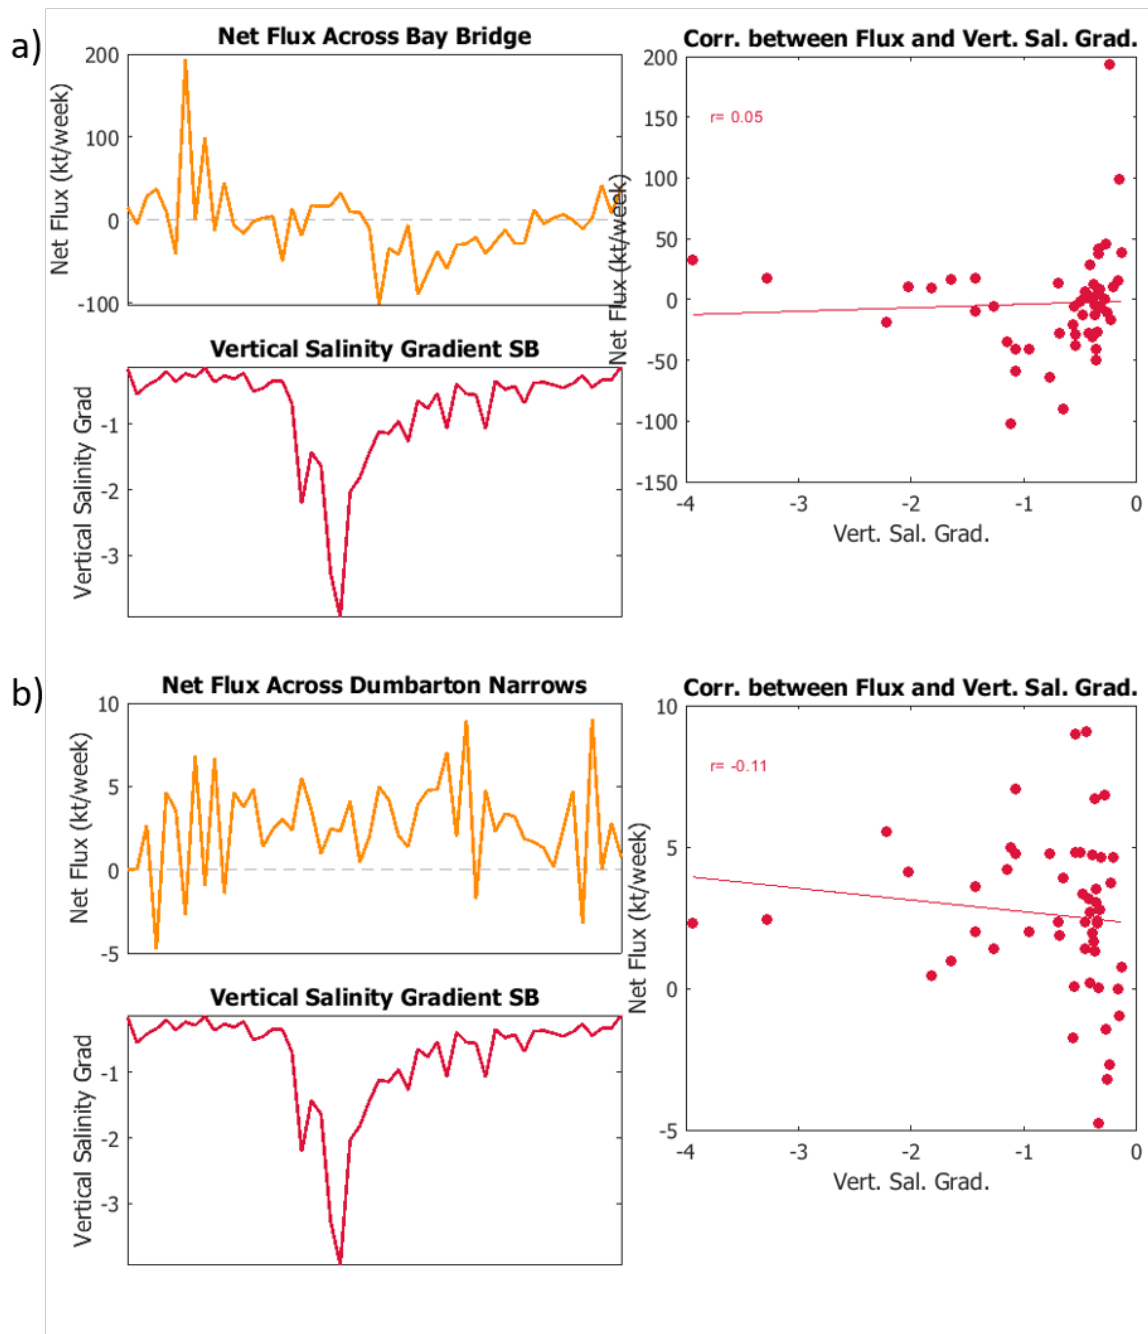 a)
Net Flux Across Bay Bridge
Net Flux (kt/week)
200
100
0
-100
Vertical Salinity Gradient SB
Vertical Salinity Grad
-1
-2
-3
Corr. between Flux and Vert. Sal. Grad.
Net Flux (kt/week)
200
150
100
50
0
-50
-100
-150
r= 0.05
-4 -3 -2 -1 0
Vert. Sal. Grad.
b)
Net Flux Across Dumbarton Narrows
Net Flux (kt/week)
10
5
0
5
Vertical Salinity Gradient SB
Vertical Salinity Grad
-1
-2
-3
Corr. between Flux and Vert. Sal. Grad.
Net Flux (kt/week)
10
5
0
-5
r= -0.11
-4 -3 -2 -1 0
Vert. Sal. Grad.